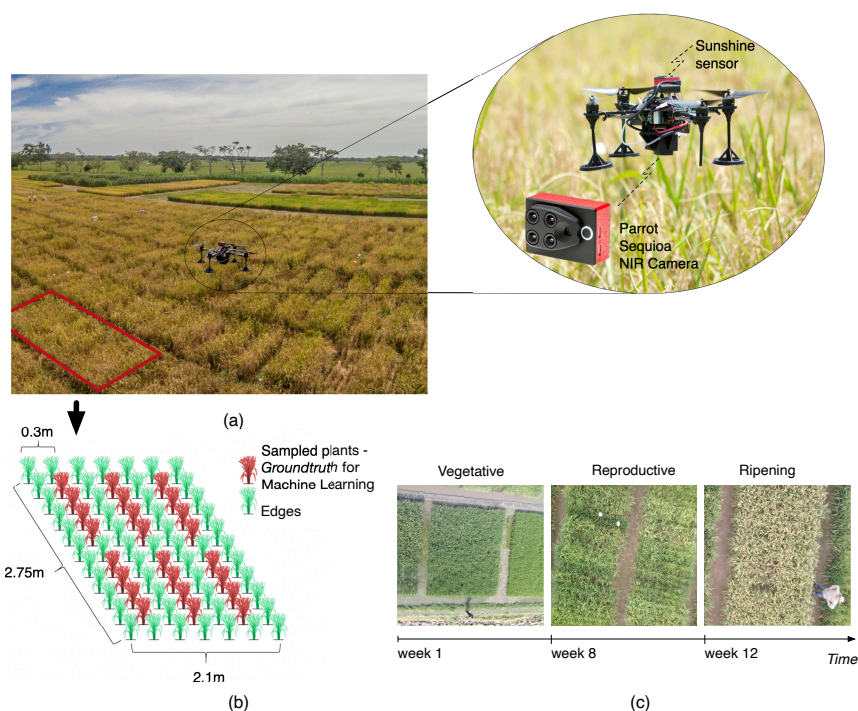 Sunshine
sensor
Parrot
Sequioa
NIR Camera
(a)
0.3m
Sampled plants -
Groundtruth for
Machine Learning
Edges
2.75m
2.1m
(b)
Vegetative
Reproductive
Ripening
week 1
week 8
week 12
Time
(c)